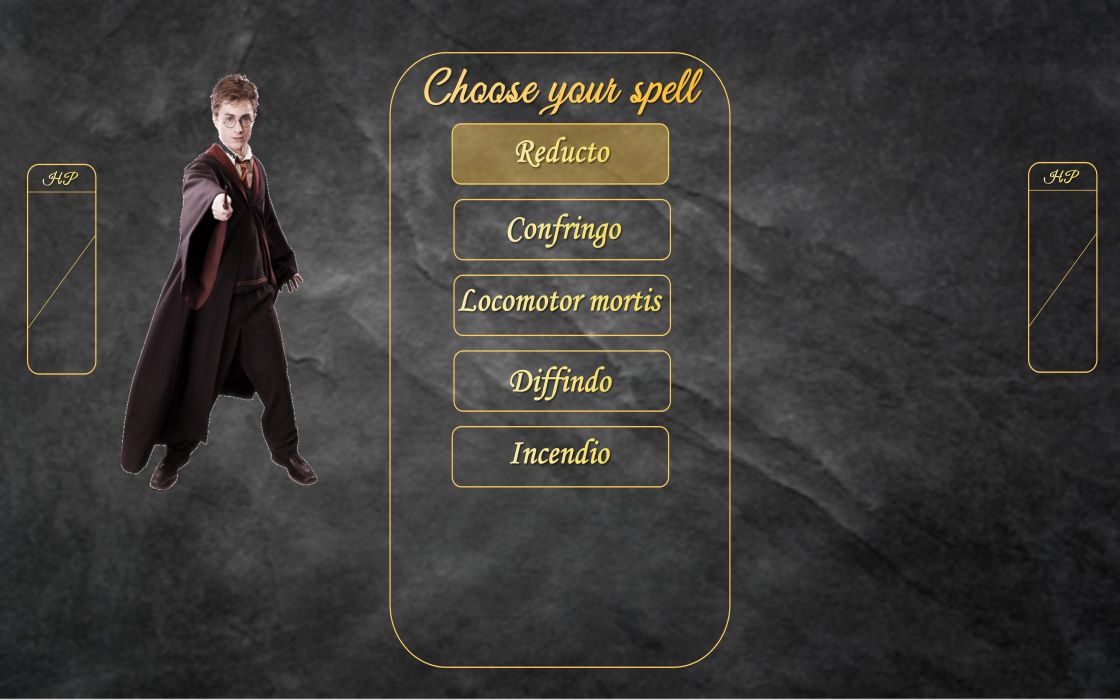 Choose your spell
HP
Reducto
Confringo
Locomotor mortis
Diffindo
Incendio
HP